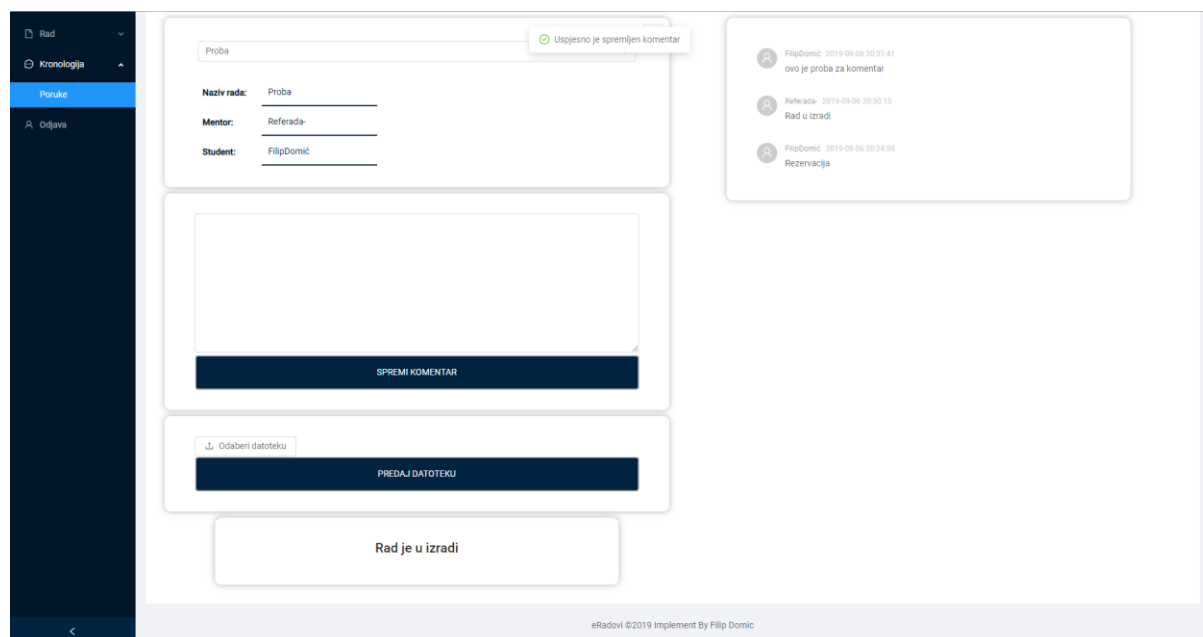 Rad
Kronologija
Poruke
Odjava
Proba
Uspjesno je spremljen komentar
Naziv rada: Proba
Mentor: Referada-
Student: FilipDomić
SPREMI KOMENTAR
Odaberi datoteku
PREDAJ DATOTEKU
Rad je u izradi
FilipDomić 2019-09-06 20:31:41
ovo je proba za komentar
Referada- 2019-09-06 20:30:15
Rad u izradi
FilipDomić 2019-09-06 20:24:59
Rezervacija
eRadovi ©2019 Implement By Filip Domic